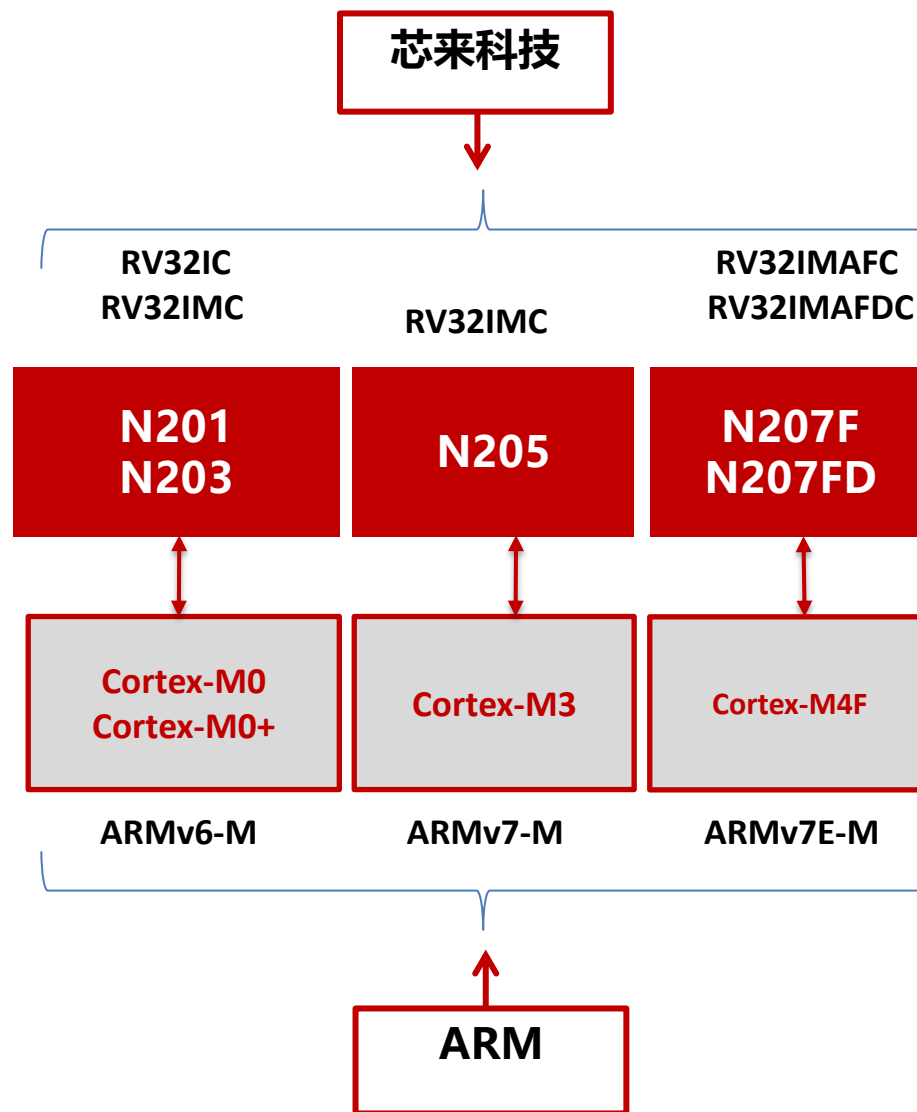 芯来科技
RV32IC
RV32IMC
RV32IMC
RV32IMAFC
RV32IMAFDC
N201
N203
N205
N207F
N207FD
Cortex-M0
Cortex-M0+
Cortex-M3
Cortex-M4F
ARMv6-M
ARMv7-M
ARMv7E-M
ARM